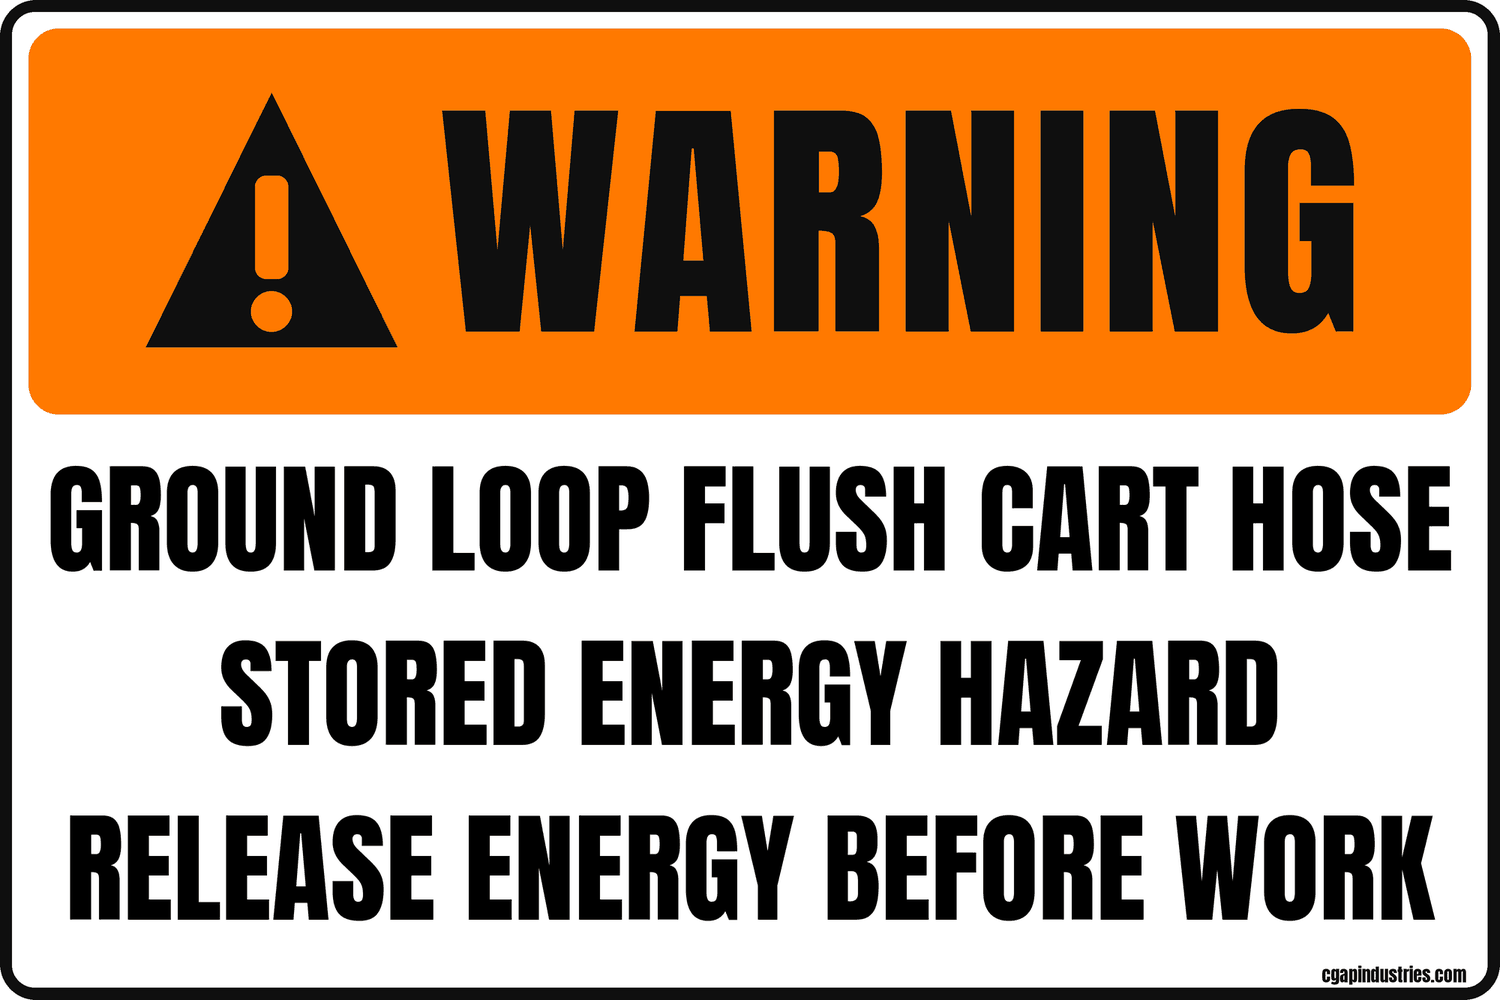 WARNING
GROUND LOOP FLUSH CART HOSE
STORED ENERGY HAZARD
RELEASE ENERGY BEFORE WORK
cgapindustries.com